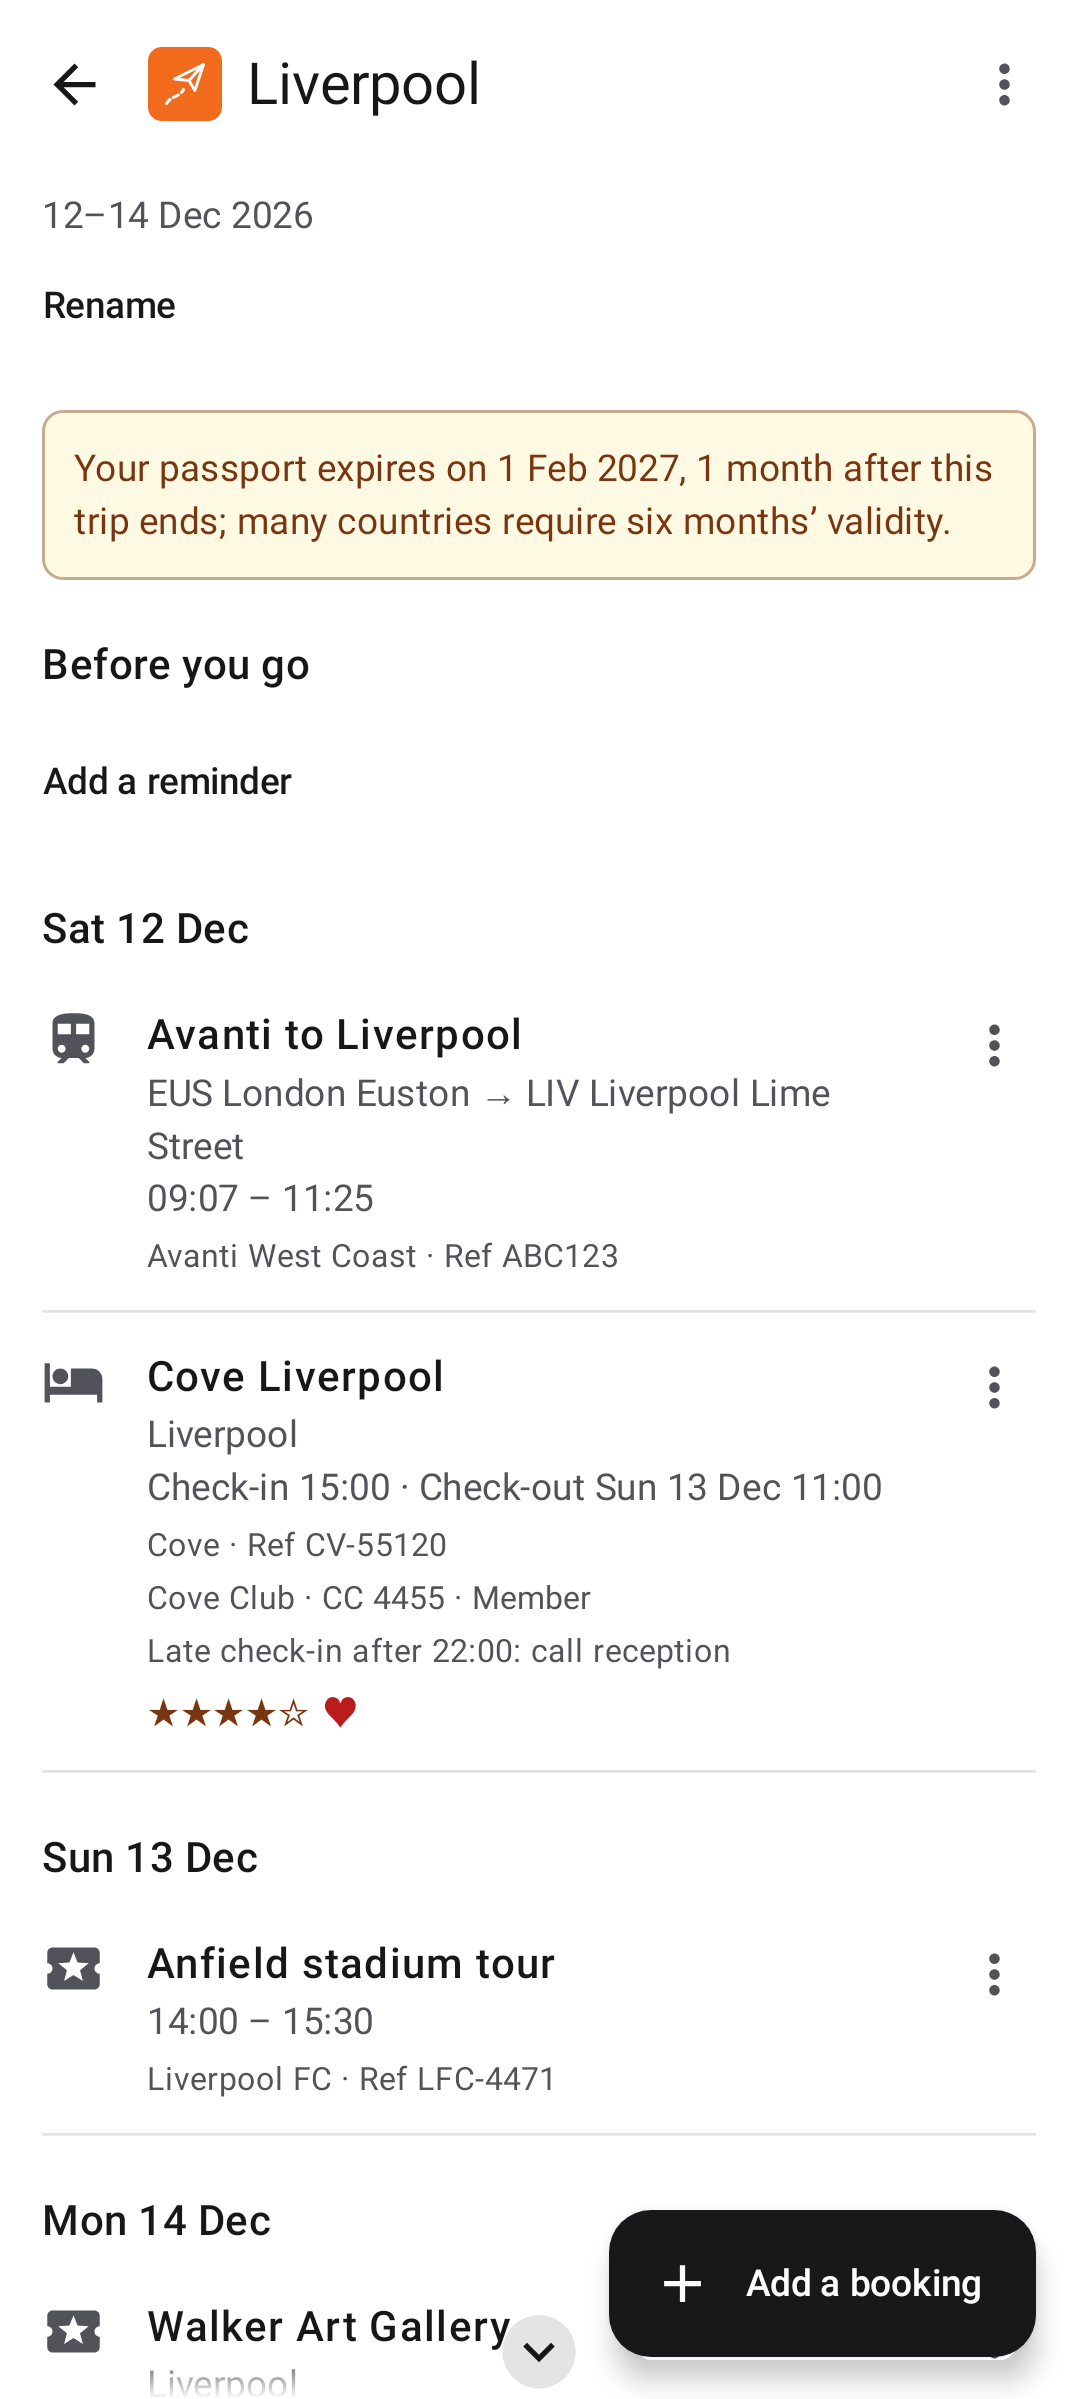 Liverpool
12–14 Dec 2026
Rename
Your passport expires on 1 Feb 2027, 1 month after this
trip ends; many countries require six months’ validity.
Before you go
Add a reminder
Sat 12 Dec
Avanti to Liverpool
EUS London Euston → LIV Liverpool Lime
Street
09:07 – 11:25
Avanti West Coast · Ref ABC123
Cove Liverpool
Liverpool
Check-in 15:00 · Check-out Sun 13 Dec 11:00
Cove · Ref CV-55120
Cove Club · CC 4455 · Member
Late check-in after 22:00: call reception
★★★★☆ ♥
Sun 13 Dec
Anfield stadium tour
14:00 – 15:30
Liverpool FC · Ref LFC-4471
Mon 14 Dec
Add a booking
Walker Art Gallery
Liverpool